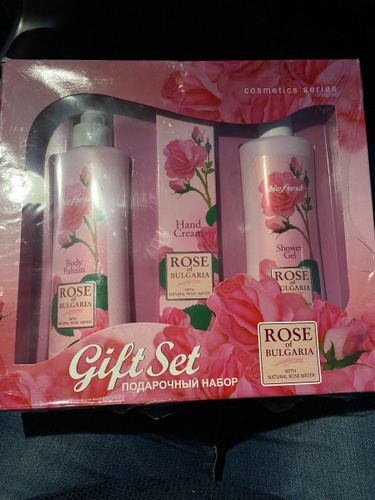 cosmetics series
biofresh
Body
Balsam
ROSE
of
BULGARIA
WITH
NATURAL ROSE WATER
Hand
Cream
ROSE
of
BULGARIA
WITH
NATURAL ROSE WATER
biofresh
Shower
Gel
ROSE
of
BULGARIA
Gift Set
ПОДАРОЧНЫЙ НАБОР
ROSE
of
BULGARIA
WITH
NATURAL ROSE WATER